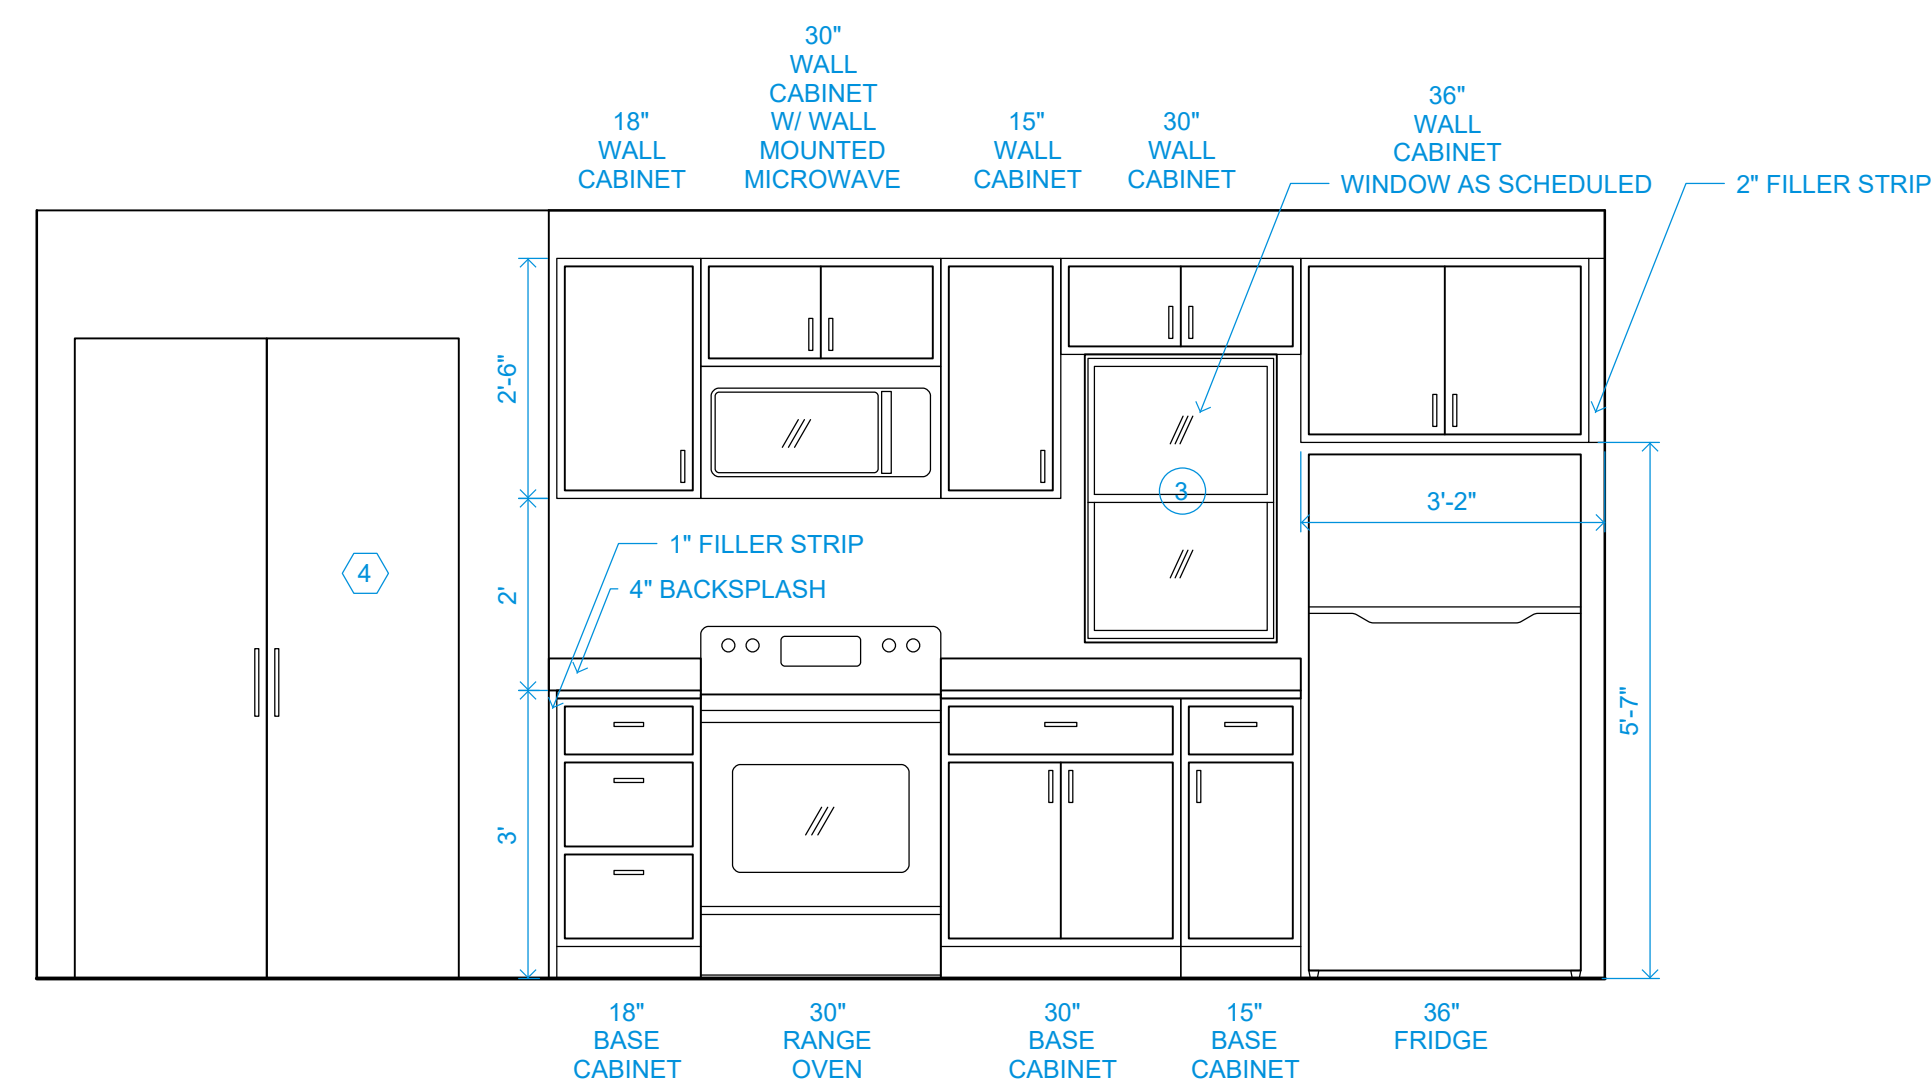 30"
WALL
CABINET
W/ WALL
MOUNTED
MICROWAVE
18"
WALL
CABINET
15"
WALL
CABINET
30"
WALL
CABINET
36"
WALL
CABINET
WINDOW AS SCHEDULED
2" FILLER STRIP
2'-6"
3
3'-2"
1" FILLER STRIP
4" BACKSPLASH
4
2'
5'-7"
3'
18"
BASE
CABINET
30"
RANGE
OVEN
30"
BASE
CABINET
15"
BASE
CABINET
36"
FRIDGE